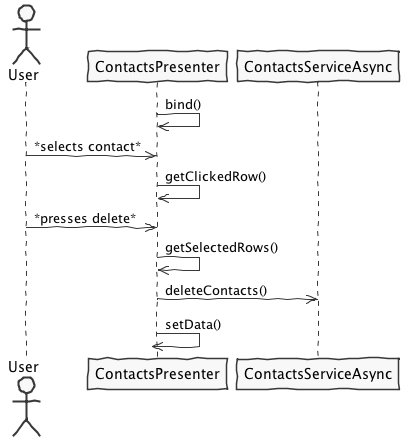 User
ContactsPresenter
ContactsServiceAsync
bind()
*selects contact*
getClickedRow()
*presses delete*
getSelectedRows()
deleteContacts()
setData()
User
ContactsPresenter
ContactsServiceAsync